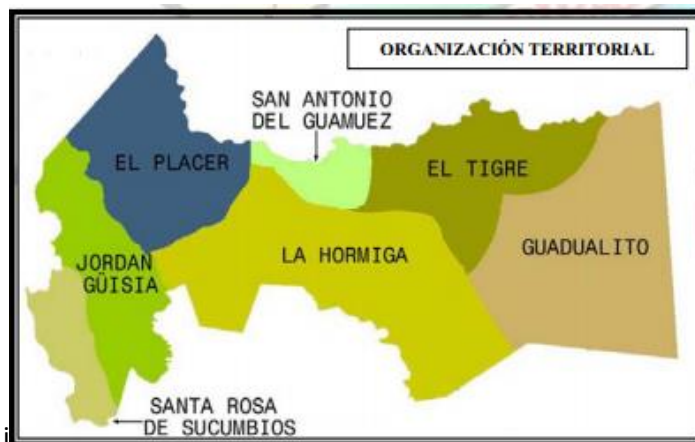 ORGANIZACIÓN TERRITORIAL
SAN ANTONIO
DEL GUAMUEZ
EL PLACER
EL TIGRE
GUADUALITO
LA HORMIGA
JORDAN
GÜISIA
SANTA ROSA
DE SUCUMBIOS
i